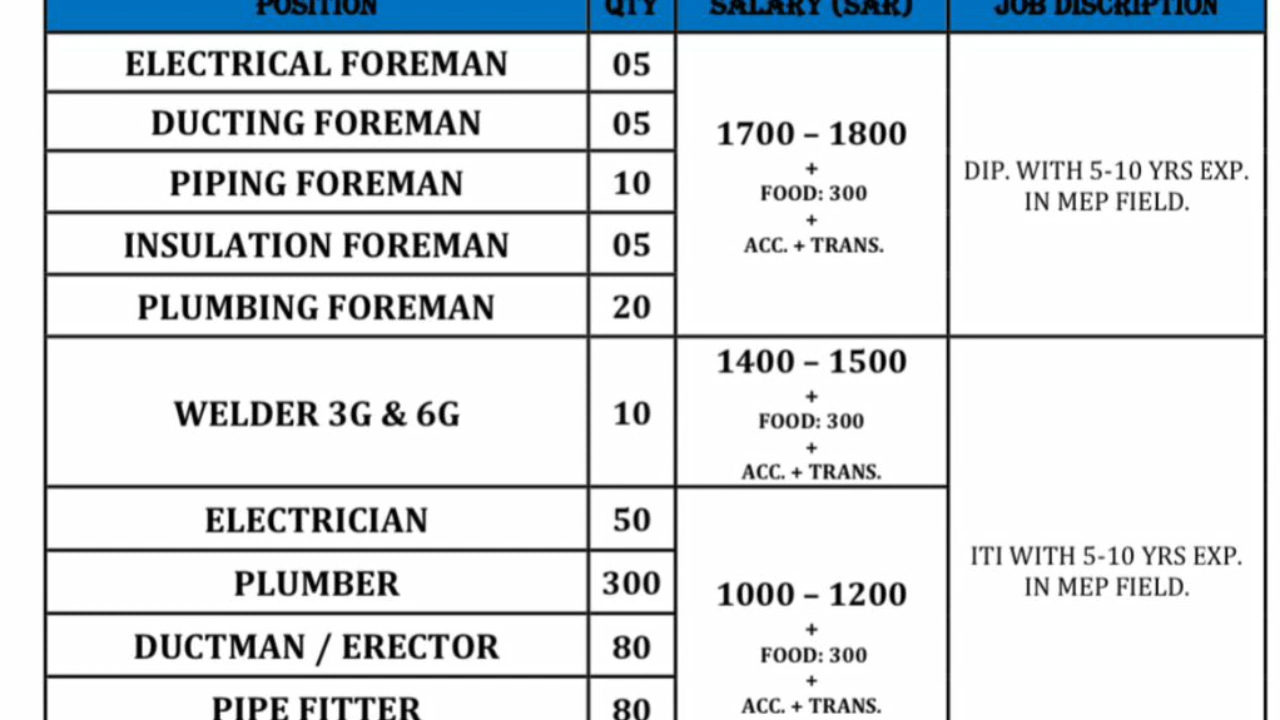 POSITION QTY SALARY (SAR) JOB DISCRIPTION
ELECTRICAL FOREMAN 05
DUCTING FOREMAN 05
PIPING FOREMAN 10
INSULATION FOREMAN 05
PLUMBING FOREMAN 20
1700 – 1800
+
FOOD: 300
+
ACC. + TRANS.
DIP. WITH 5-10 YRS EXP.
IN MEP FIELD.
WELDER 3G & 6G 10
1400 – 1500
+
FOOD: 300
+
ACC. + TRANS.
ELECTRICIAN 50
PLUMBER 300
DUCTMAN / ERECTOR 80
PIPE FITTER 80
1000 – 1200
+
FOOD: 300
+
ACC. + TRANS.
ITI WITH 5-10 YRS EXP.
IN MEP FIELD.